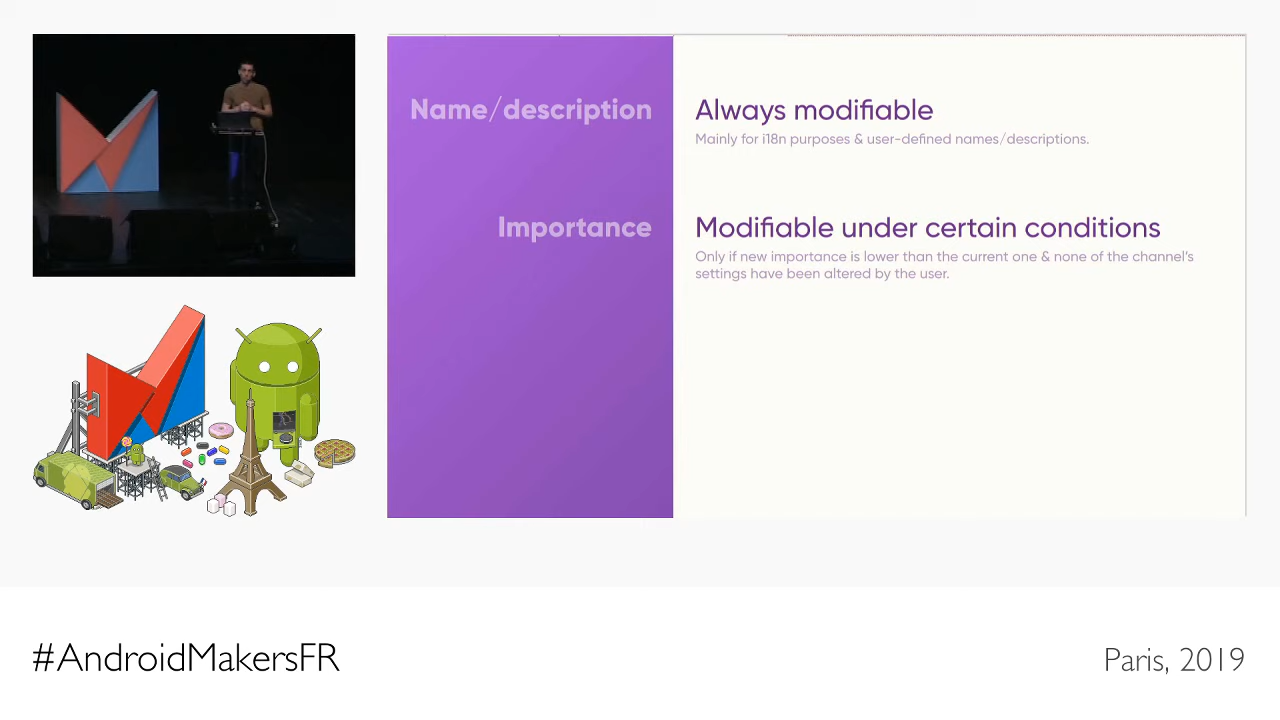 Name/description
Always modifiable
Mainly for i18n purposes & user-defined names/descriptions.
Importance
Modifiable under certain conditions
Only if new importance is lower than the current one & none of the channel's
settings have been altered by the user.
#AndroidMakersFR
Paris, 2019